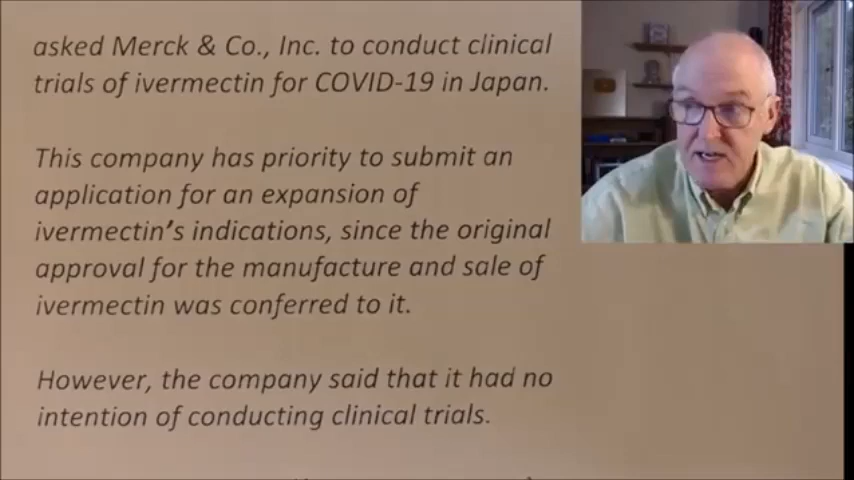 asked Merck & Co., Inc. to conduct clinical
trials of ivermectin for COVID-19 in Japan.
This company has priority to submit an
application for an expansion of
ivermectin's indications, since the original
approval for the manufacture and sale of
ivermectin was conferred to it.
However, the company said that it had no
intention of conducting clinical trials.